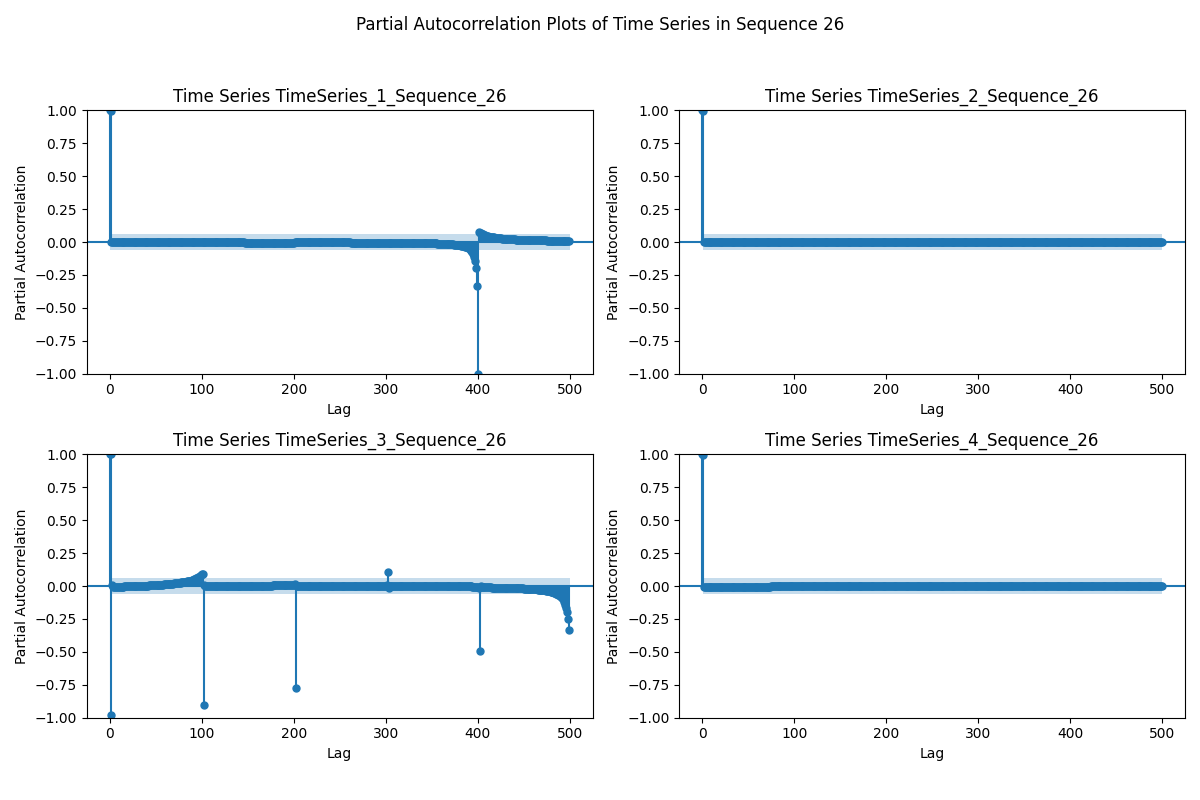 Partial Autocorrelation Plots of Time Series in Sequence 26
Time Series TimeSeries_1_Sequence_26
1.00
0.75
0.50
0.25
0.00
−0.25
−0.50
−0.75
−1.00
Partial Autocorrelation
0 100 200 300 400 500
Lag
Time Series TimeSeries_2_Sequence_26
1.00
0.75
0.50
0.25
0.00
−0.25
−0.50
−0.75
−1.00
Partial Autocorrelation
0 100 200 300 400 500
Lag
Time Series TimeSeries_3_Sequence_26
1.00
0.75
0.50
0.25
0.00
−0.25
−0.50
−0.75
−1.00
Partial Autocorrelation
0 100 200 300 400 500
Lag
Time Series TimeSeries_4_Sequence_26
1.00
0.75
0.50
0.25
0.00
−0.25
−0.50
−0.75
−1.00
Partial Autocorrelation
0 100 200 300 400 500
Lag